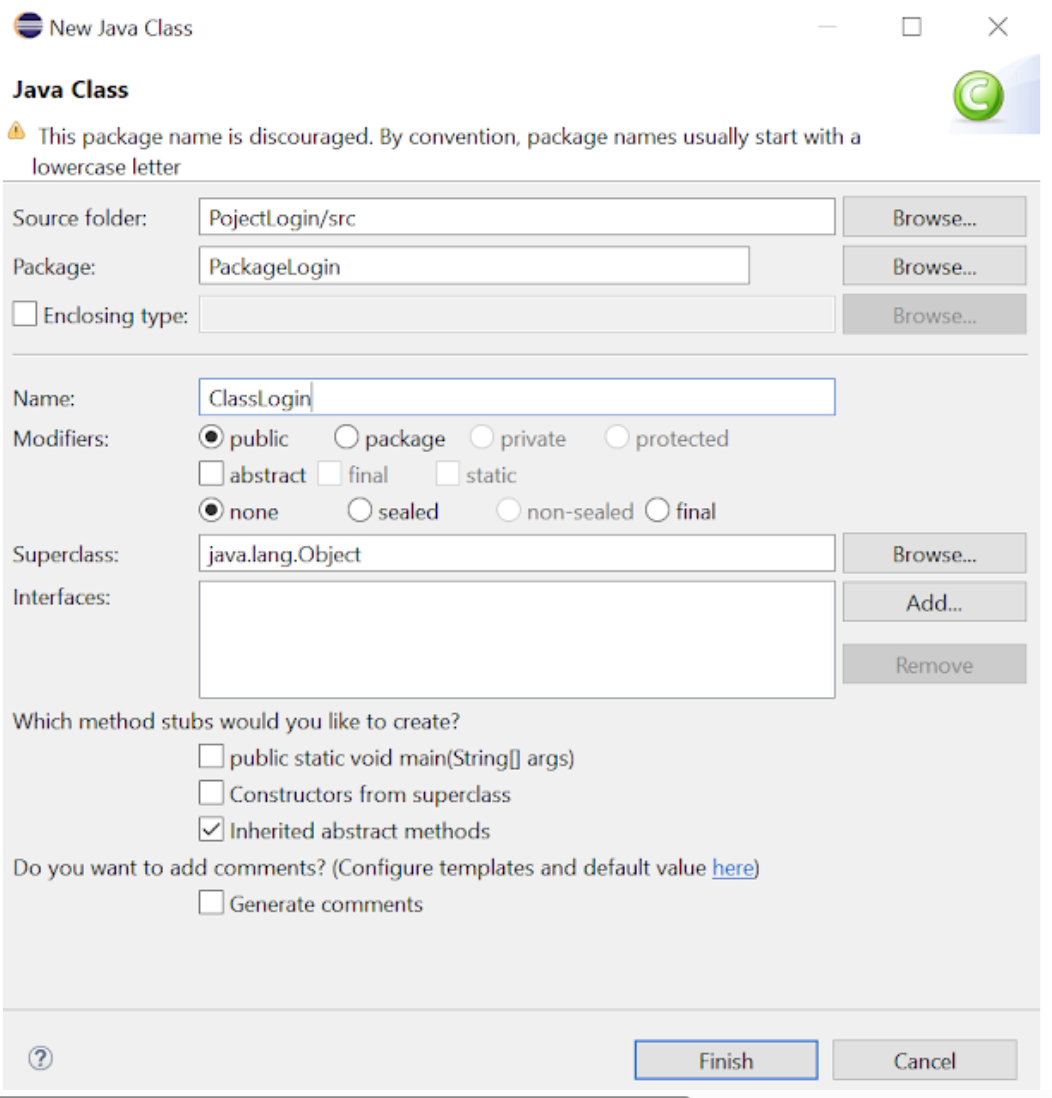 New Java Class
Java Class
This package name is discouraged. By convention, package names usually start with a
lowercase letter
Source folder: PojectLogin/src Browse...
Package: PackageLogin Browse...
Enclosing type: Browse...
Name: ClassLogin
Modifiers: public package private protected
abstract final static
none sealed non-sealed final
Superclass: java.lang.Object Browse...
Interfaces: Add...
Remove
Which method stubs would you like to create?
public static void main(String[] args)
Constructors from superclass
Inherited abstract methods
Do you want to add comments? (Configure templates and default value here)
Generate comments
? Finish Cancel